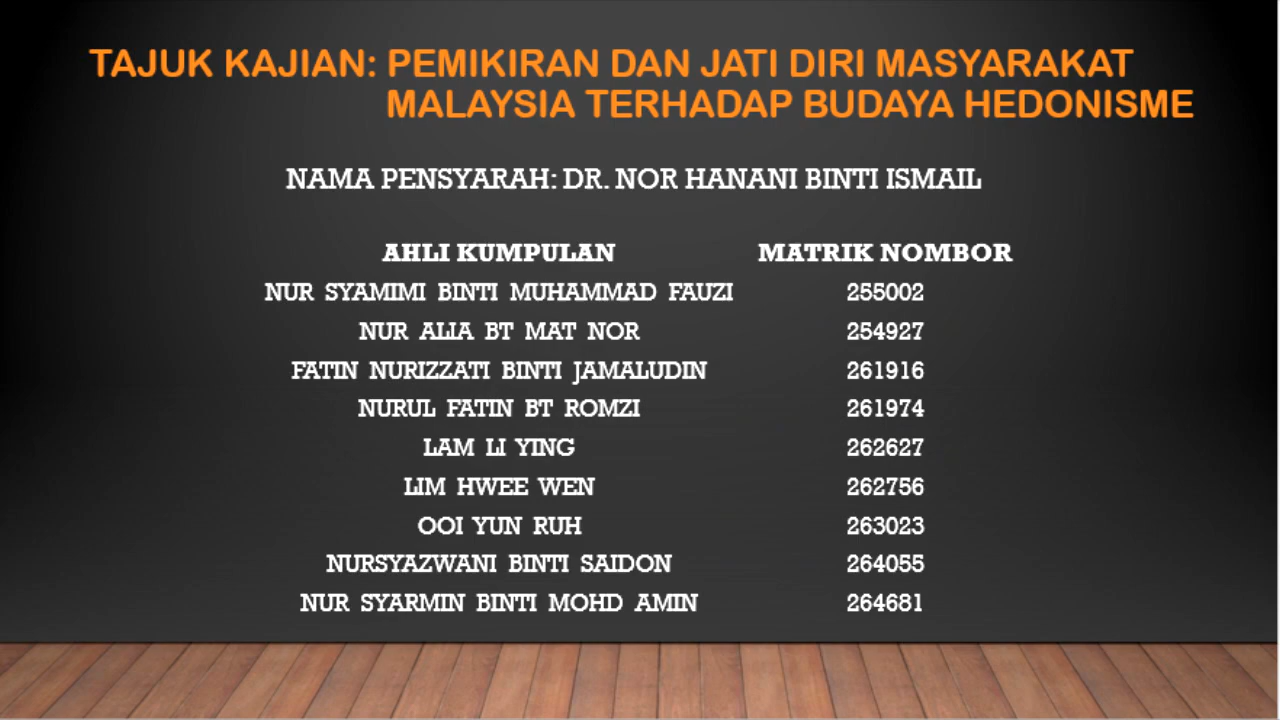 TAJUK KAJIAN: PEMIKIRAN DAN JATI DIRI MASYARAKAT
MALAYSIA TERHADAP BUDAYA HEDONISME
NAMA PENSYARAH: DR. NOR HANANI BINTI ISMAIL
AHLI KUMPULAN MATRIK NOMBOR
NUR SYAMIMI BINTI MUHAMMAD FAUZI 255002
NUR ALIA BT MAT NOR 254927
FATIN NURIZZATI BINTI JAMALUDIN 261916
NURUL FATIN BT ROMZI 261974
LAM LI YING 262627
LIM HWEE WEN 262756
OOI YUN RUH 263023
NURSYAZWANI BINTI SAIDON 264055
NUR SYARMIN BINTI MOHD AMIN 264681